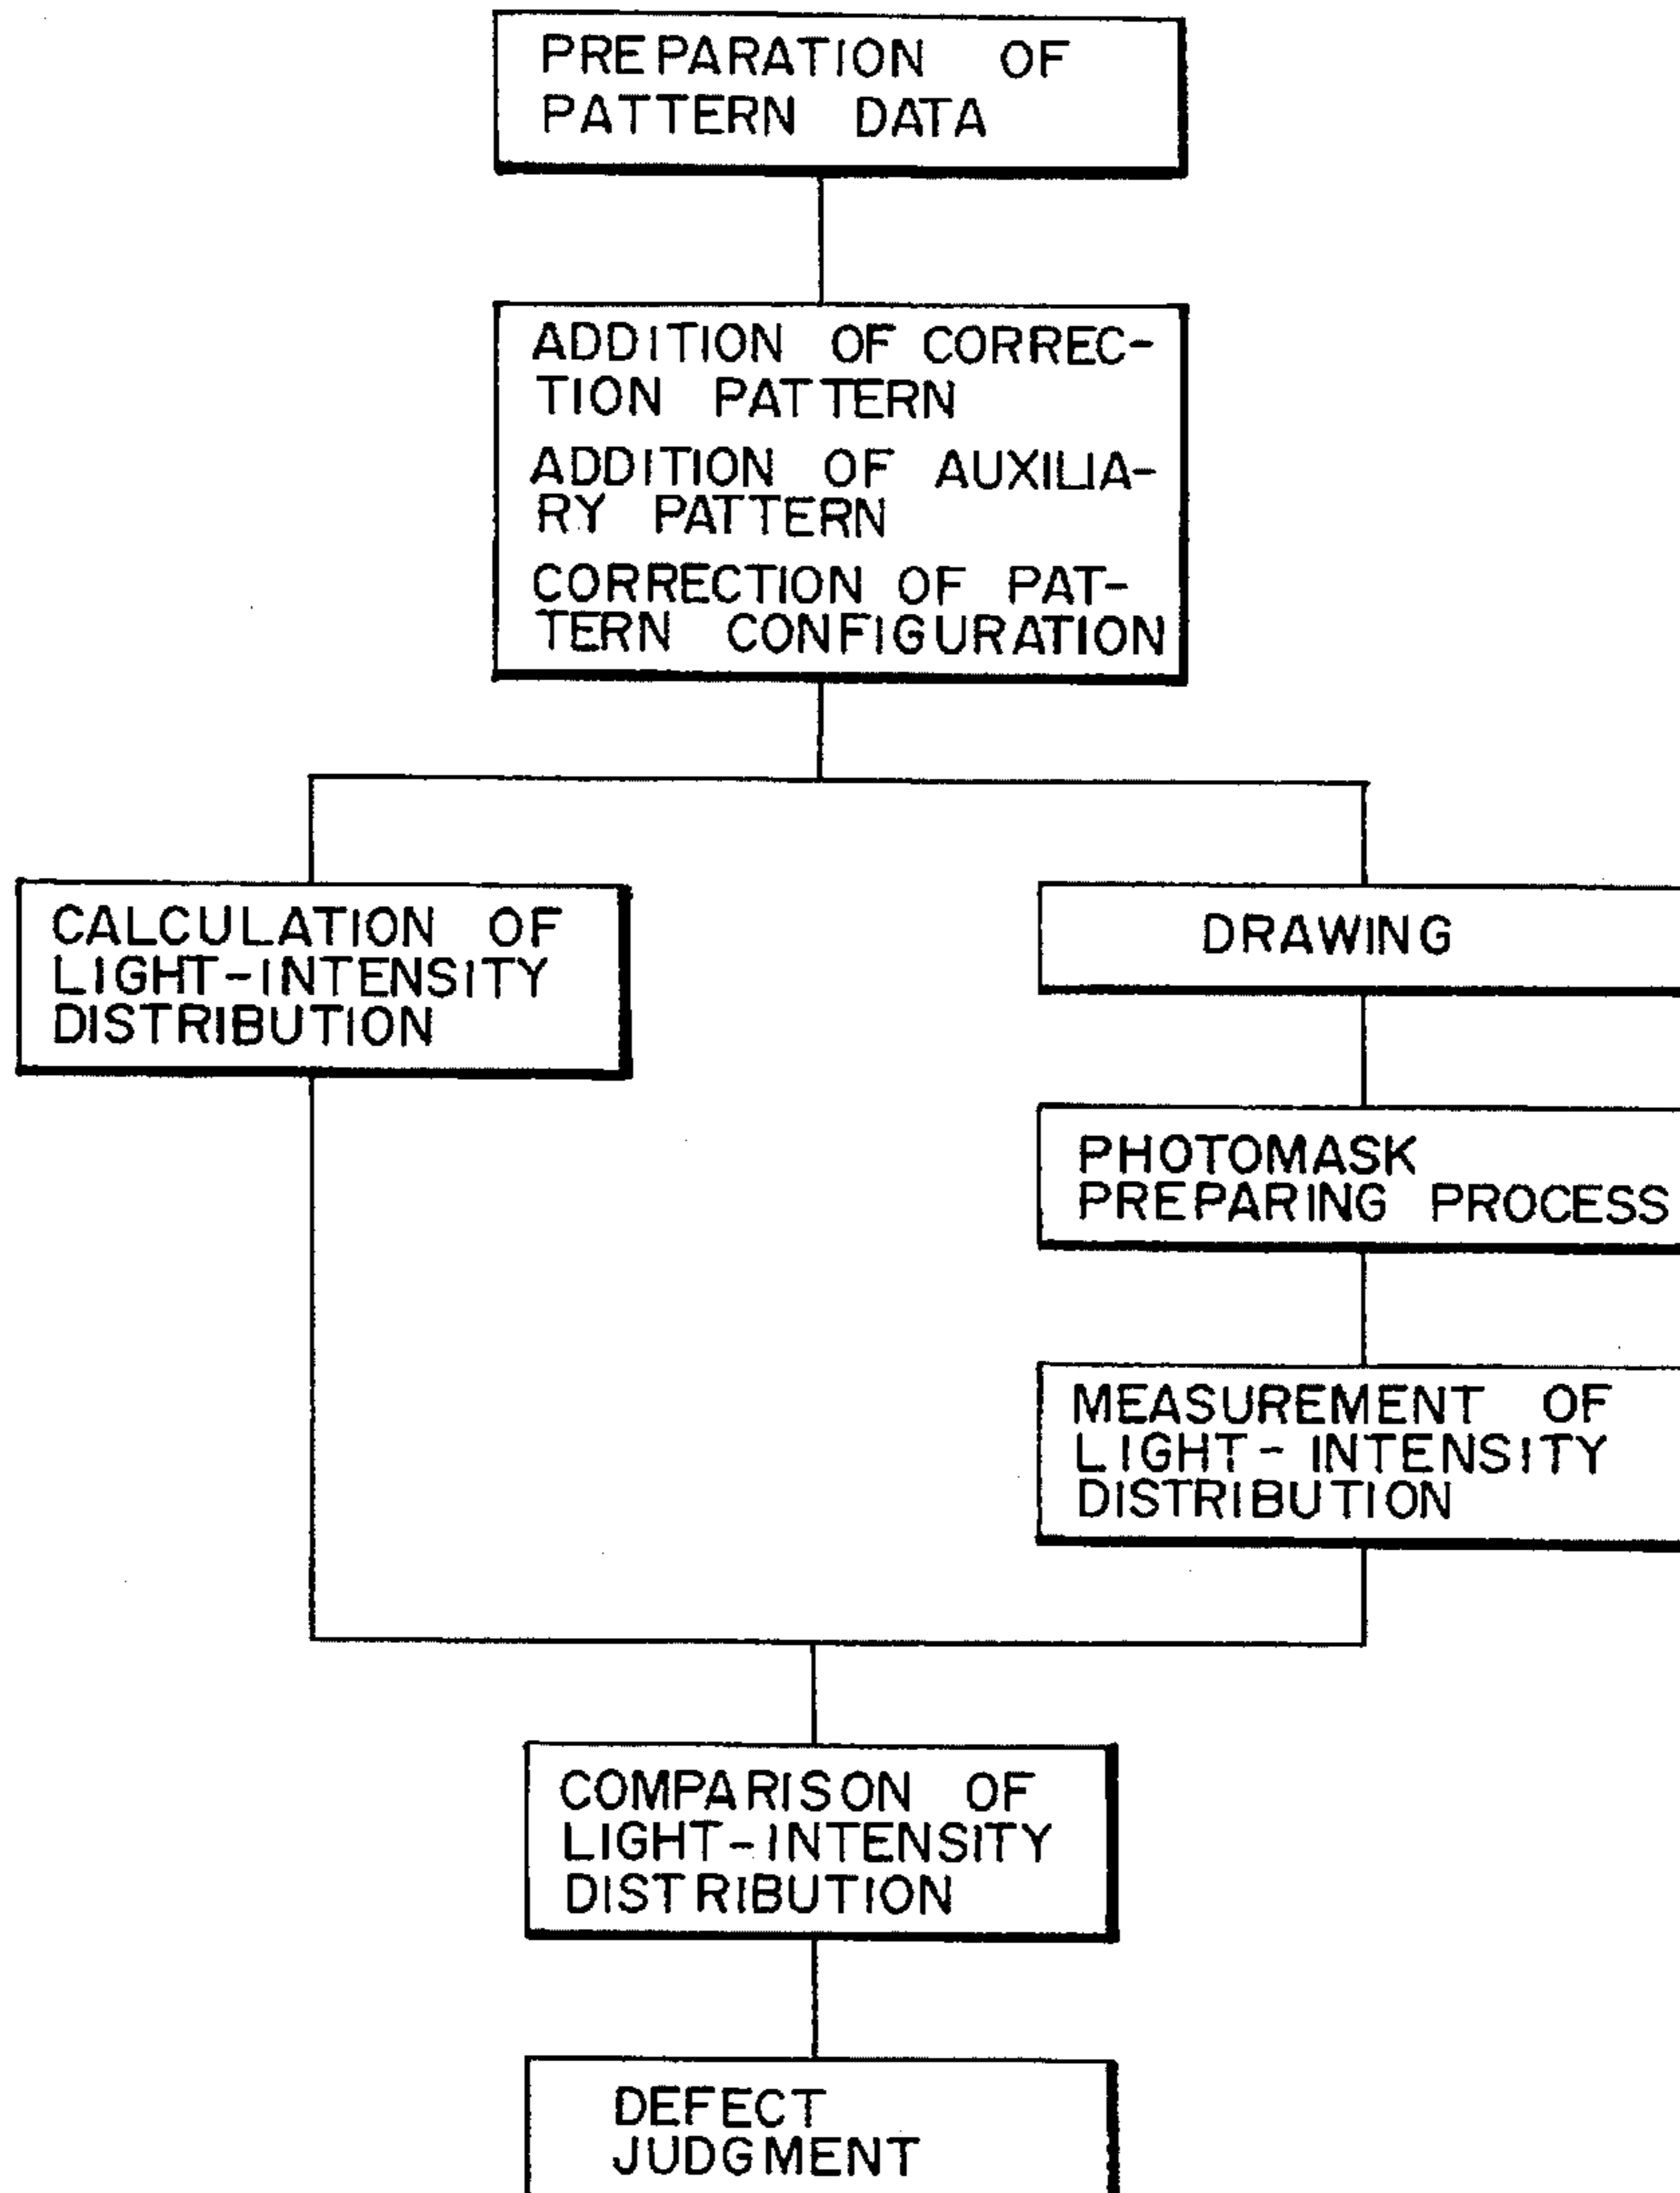 PREPARATION OF
PATTERN DATA
ADDITION OF CORREC-
TION PATTERN
ADDITION OF AUXILIA-
RY PATTERN
CORRECTION OF PAT-
TERN CONFIGURATION
CALCULATION OF
LIGHT-INTENSITY
DISTRIBUTION
DRAWING
PHOTOMASK
PREPARING PROCESS
MEASUREMENT OF
LIGHT-INTENSITY
DISTRIBUTION
COMPARISON OF
LIGHT-INTENSITY
DISTRIBUTION
DEFECT
JUDGMENT